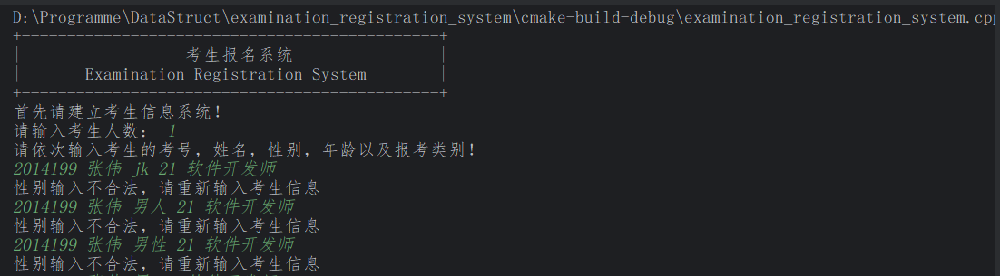 D:\Programme\DataStruct\examination_registration_system\cmake-build-debug\examination_registration_system.cpp
+----------------------------------------------+
| 考生报名系统 |
| Examination Registration System |
+----------------------------------------------+
首先请建立考生信息系统!
请输入考生人数: 1
请依次输入考生的考号,姓名,性别,年龄以及报考类别!
2014199 张伟 jk 21 软件开发师
性别输入不合法,请重新输入考生信息
2014199 张伟 男人 21 软件开发师
性别输入不合法,请重新输入考生信息
2014199 张伟 男性 21 软件开发师
性别输入不合法,请重新输入考生信息